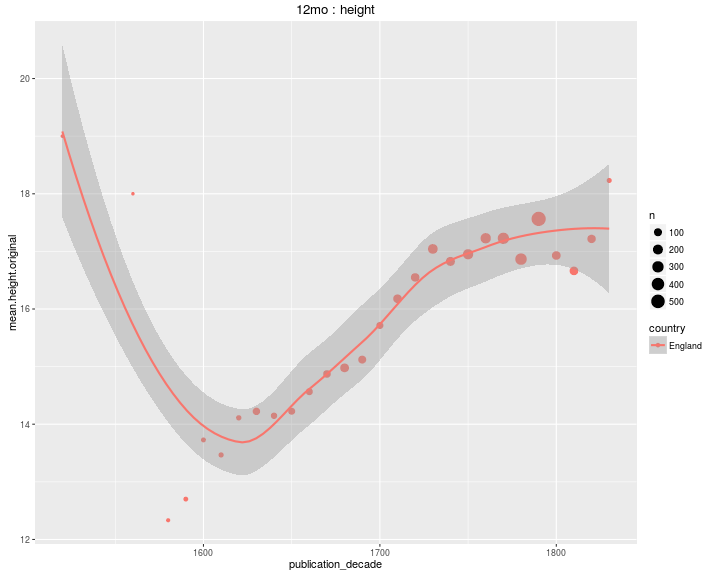 12mo : height
mean.height.original
20
18
16
14
12
1600
1700
1800
publication_decade
n
100
200
300
400
500
country
England